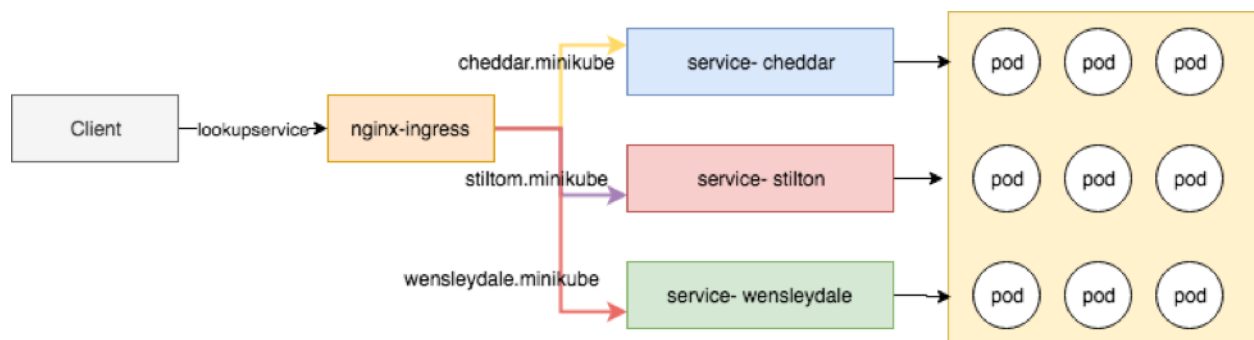 cheddar.minikube
service- cheddar
pod pod pod
Client
lookupservice
nginx-ingress
stiltom.minikube
service- stilton
pod pod pod
wensleydale.minikube
service- wensleydale
pod pod pod